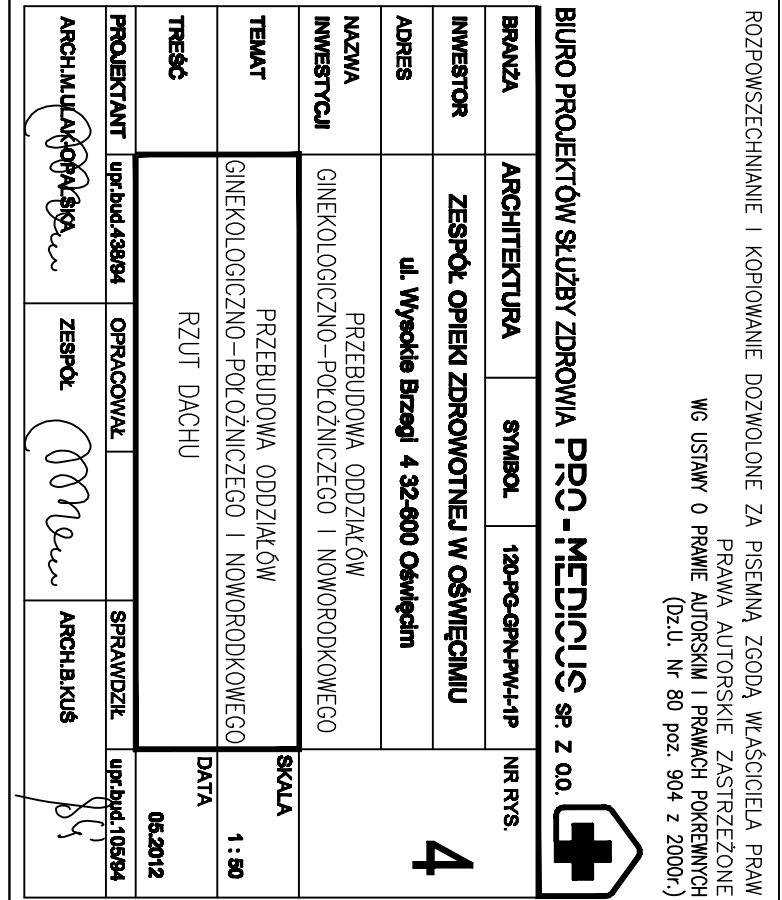 ROZPOWSZECHNIANIE I KOPIOWANIE DOZWOLONE ZA PISEMNĄ ZGODĄ WŁAŚCICIELA PRAW
PRAWA AUTORSKIE ZASTRZEŻONE
WG USTAWY O PRAWIE AUTORSKIM I PRAWACH POKREWNYCH
(Dz.U. Nr 80 poz. 904 z 2000r.)
BIURO PROJEKTÓW SŁUŻBY ZDROWIA PRO-MEDICUS SP. Z O.O.
BRANŻA ARCHITEKTURA SYMBOL 120-PG-GPN-PW-I-1P NR RYS.
INWESTOR ZESPÓŁ OPIEKI ZDROWOTNEJ W OŚWIĘCIMIU 4
ADRES ul. Wysokie Brzegi 4 32-600 Oświęcim
NAZWA INWESTYCJI PRZEBUDOWA ODDZIAŁÓW
GINEKOLOGICZNO-POŁOŻNICZEGO I NOWORODKOWEGO
TEMAT PRZEBUDOWA ODDZIAŁÓW SKALA
GINEKOLOGICZNO-POŁOŻNICZEGO I NOWORODKOWEGO 1 : 50
TREŚĆ RZUT DACHU DATA 05.2012
PROJEKTANT upr.bud.438/94 OPRACOWAŁ SPRAWDZIŁ upr.bud.105/94
ARCH.M.UŁAK-OPALSKA ZESPÓŁ ARCH.B.KUŚ